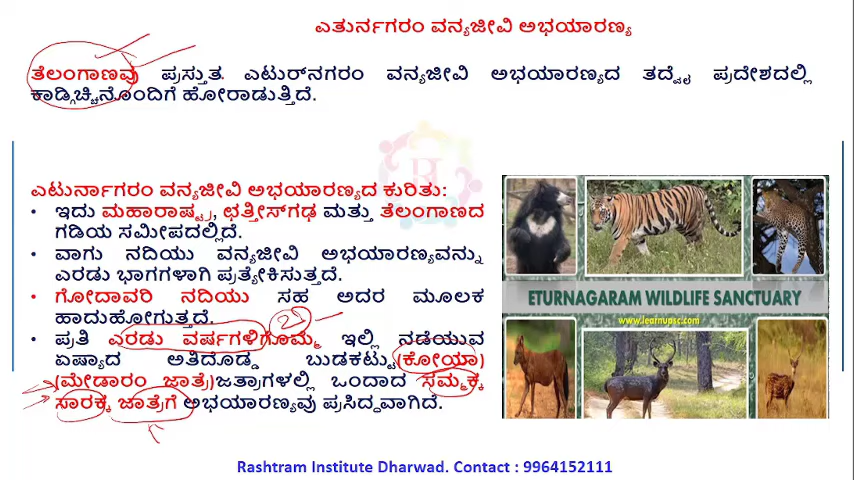 ಎತುರ್ನಗರಂ ವನ್ಯಜೀವಿ ಅಭಯಾರಣ್ಯ
ತೆಲಂಗಾಣವು ಪ್ರಸ್ತುತ ಎಟುರ್‌ನಗರಂ ವನ್ಯಜೀವಿ ಅಭಯಾರಣ್ಯದ ತಡ್ವೈ ಪ್ರದೇಶದಲ್ಲಿ
ಕಾಡ್ಗಿಚ್ಚಿನೊಂದಿಗೆ ಹೋರಾಡುತ್ತಿದೆ.
ಎಟುರ್ನಾಗರಂ ವನ್ಯಜೀವಿ ಅಭಯಾರಣ್ಯದ ಕುರಿತು:
• ಇದು ಮಹಾರಾಷ್ಟ್ರ, ಛತ್ತೀಸ್‌ಗಢ ಮತ್ತು ತೆಲಂಗಾಣದ
ಗಡಿಯ ಸಮೀಪದಲ್ಲಿದೆ.
• ವಾಗು ನದಿಯು ವನ್ಯಜೀವಿ ಅಭಯಾರಣ್ಯವನ್ನು
ಎರಡು ಭಾಗಗಳಾಗಿ ಪ್ರತ್ಯೇಕಿಸುತ್ತದೆ.
• ಗೋದಾವರಿ ನದಿಯು ಸಹ ಅದರ ಮೂಲಕ
ಹಾದುಹೋಗುತ್ತದೆ.
• ಪ್ರತಿ ಎರಡು ವರ್ಷಗಳಿಗೊಮ್ಮೆ ಇಲ್ಲಿ ನಡೆಯುವ
ಏಷ್ಯಾದ ಅತಿದೊಡ್ಡ ಬುಡಕಟ್ಟು(ಕೋಯಾ)
(ಮೇಡಾರಂ ಜಾತ್ರೆ)ಜತ್ರಾಗಳಲ್ಲಿ ಒಂದಾದ ಸಮ್ಮಕ್ಕ
ಸಾರಕ್ಕ ಜಾತ್ರೆಗೆ ಅಭಯಾರಣ್ಯವು ಪ್ರಸಿದ್ಧವಾಗಿದೆ.
ETURNAGARAM WILDLIFE SANCTUARY
www.learnupsc.com
Rashtram Institute Dharwad. Contact : 9964152111